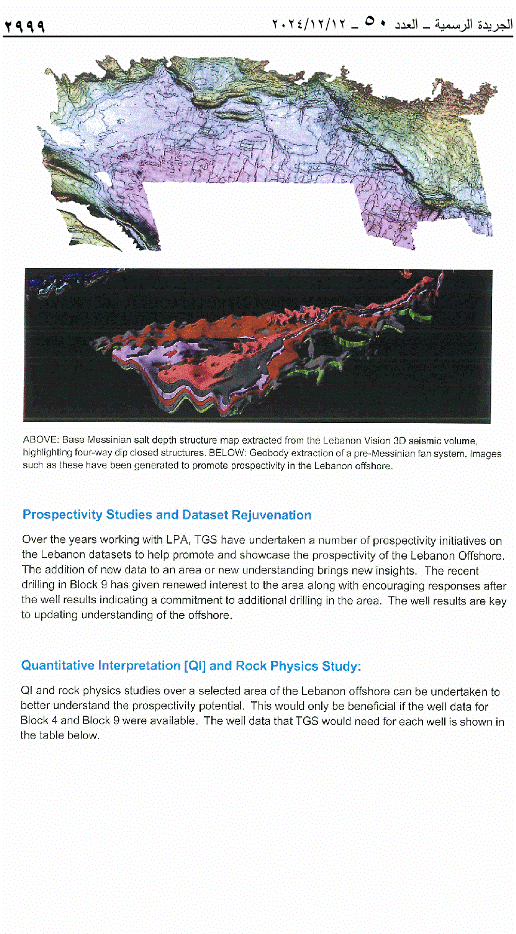 الجريدة الرسمية – العدد ٥٠ – ٢٠٢٤/١٢/١٢
٢٩٩٩
ABOVE: Base Messinian salt depth structure map extracted from the Lebanon Vision 3D seismic volume,
highlighting four-way dip closed structures. BELOW: Geobody extraction of a pre-Messinian fan system. Images
such as these have been generated to promote prospectivity in the Lebanon offshore.
Prospectivity Studies and Dataset Rejuvenation
Over the years working with LPA, TGS have undertaken a number of prospectivity initiatives on
the Lebanon datasets to help promote and showcase the prospectivity of the Lebanon Offshore.
The addition of new data to an area or new understanding brings new insights. The recent
drilling in Block 9 has given renewed interest to the area along with encouraging responses after
the well results indicating a commitment to additional drilling in the area. The well results are key
to updating understanding of the offshore.
Quantitative Interpretation [QI] and Rock Physics Study:
QI and rock physics studies over a selected area of the Lebanon offshore can be undertaken to
better understand the prospectivity potential. This would only be beneficial if the well data for
Block 4 and Block 9 were available. The well data that TGS would need for each well is shown in
the table below.